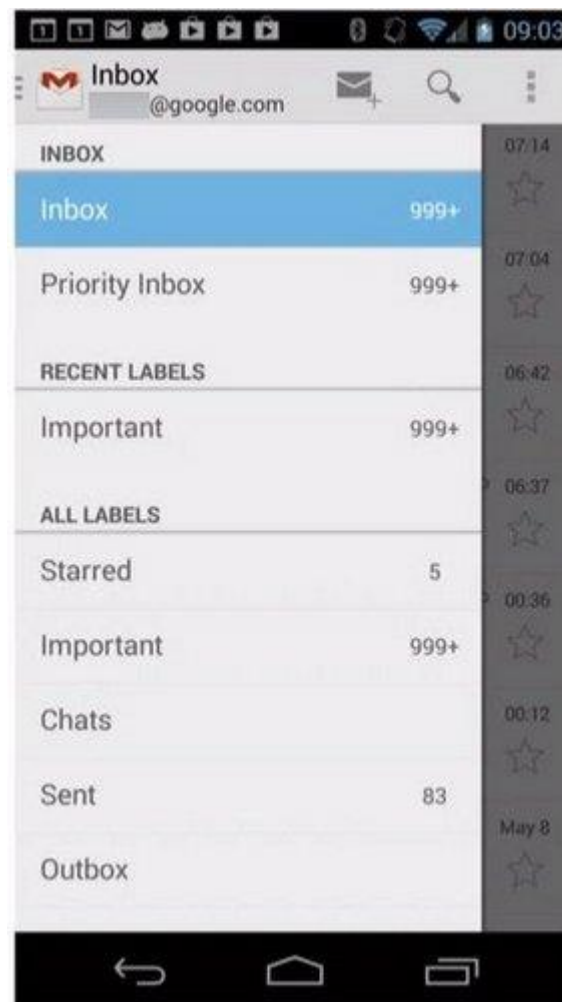 1 1 09:03
Inbox
@google.com
INBOX
07:14
Inbox 999+
Priority Inbox 999+
07:04
RECENT LABELS
06:42
Important 999+
06:37
ALL LABELS
Starred 5
00:36
Important 999+
Chats
00:12
Sent 83
May 8
Outbox